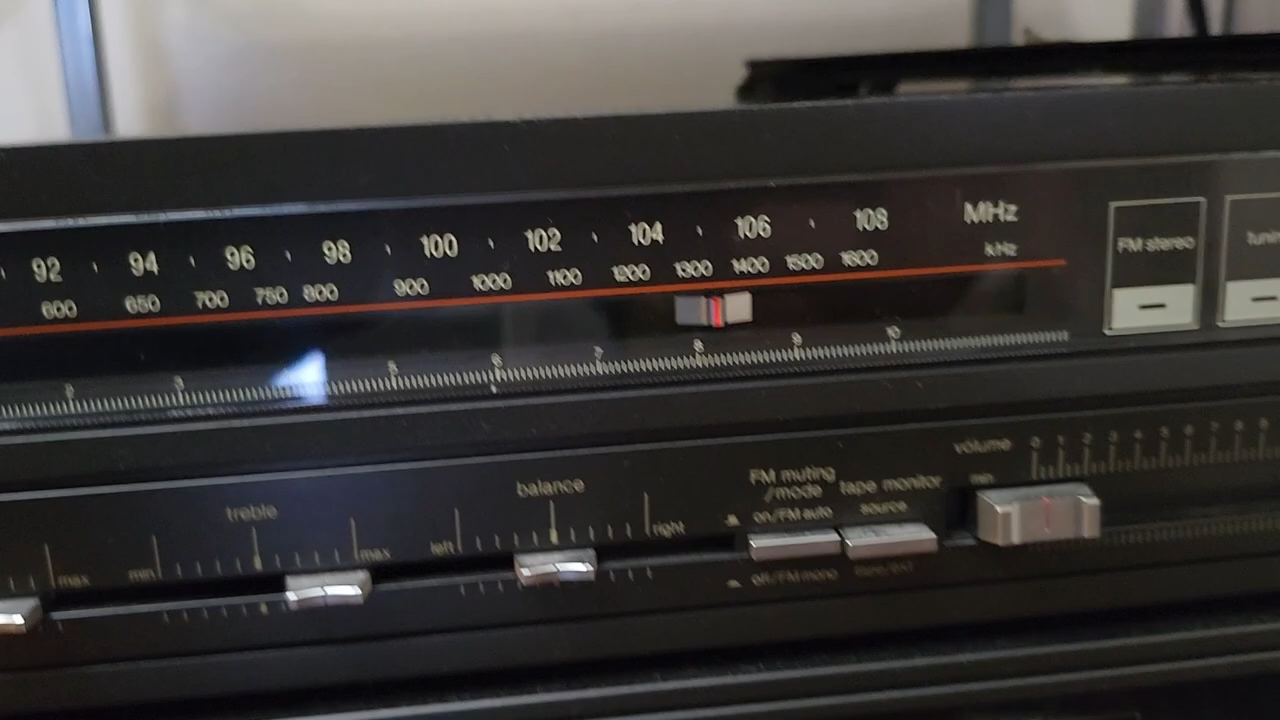 92 94 96 98 100 102 104 106 108 MHz
600 650 700 750 800 900 1000 1100 1200 1300 1400 1500 1600 kHz
FM stereo
2 3 5 6 7 8 9 10
volume 0 1 2 3 4 5 6 7 8 9
min
treble
min max
max
balance
left right
FM muting
/mode
on/FM auto
off/FM mono
tape monitor
source